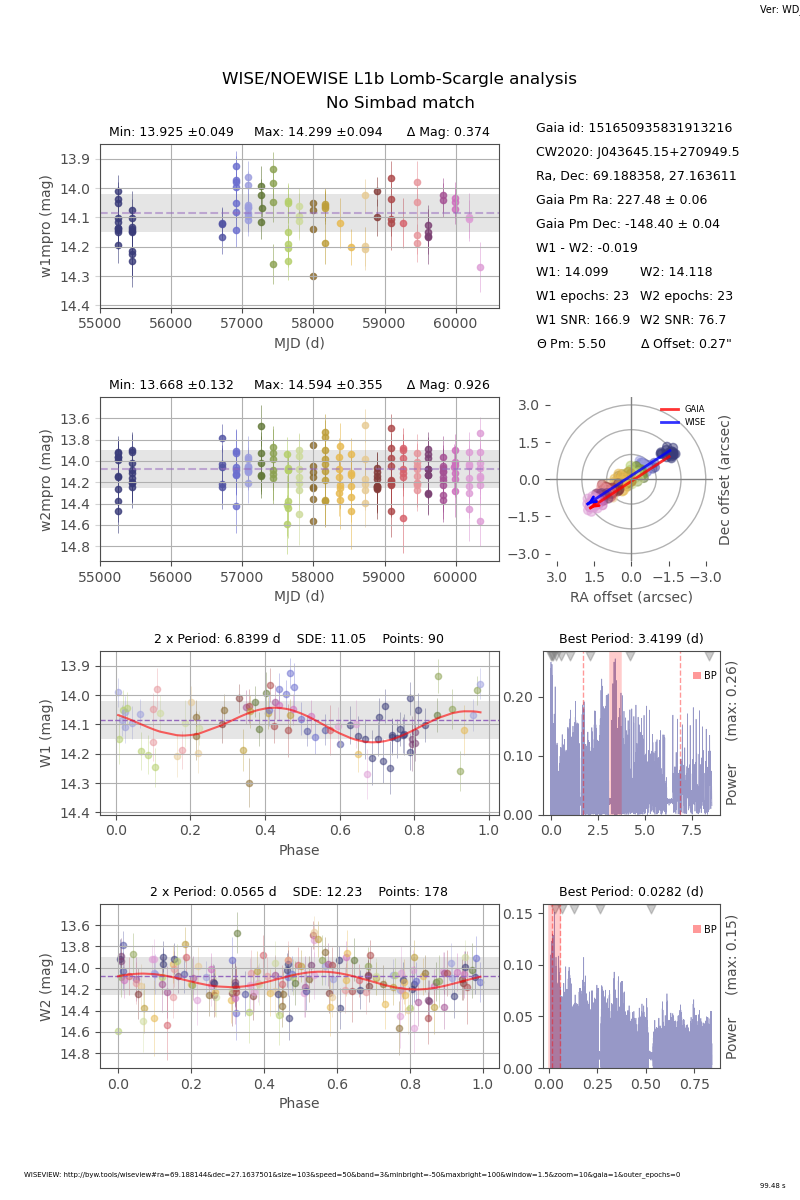 Ver: WD_
WISE/NOEWISE L1b Lomb-Scargle analysis
No Simbad match
Min: 13.925 ±0.049 Max: 14.299 ±0.094 Δ Mag: 0.374
13.9
14.0
14.1
14.2
14.3
14.4
w1mpro (mag)
55000 56000 57000 58000 59000 60000
MJD (d)
Gaia id: 151650935831913216
CW2020: J043645.15+270949.5
Ra, Dec: 69.188358, 27.163611
Gaia Pm Ra: 227.48 ± 0.06
Gaia Pm Dec: -148.40 ± 0.04
W1 - W2: -0.019
W1: 14.099 W2: 14.118
W1 epochs: 23 W2 epochs: 23
W1 SNR: 166.9 W2 SNR: 76.7
Θ Pm: 5.50 Δ Offset: 0.27"
Min: 13.668 ±0.132 Max: 14.594 ±0.355 Δ Mag: 0.926
13.6
13.8
14.0
14.2
14.4
14.6
14.8
w2mpro (mag)
55000 56000 57000 58000 59000 60000
MJD (d)
GAIA
WISE
3.0
1.5
0.0
−1.5
−3.0
Dec offset (arcsec)
3.0 1.5 0.0 −1.5 −3.0
RA offset (arcsec)
2 x Period: 6.8399 d SDE: 11.05 Points: 90
13.9
14.0
14.1
14.2
14.3
14.4
W1 (mag)
0.0 0.2 0.4 0.6 0.8 1.0
Phase
Best Period: 3.4199 (d)
BP
0.20
0.10
0.00
Power (max: 0.26)
0.0 2.5 5.0 7.5
2 x Period: 0.0565 d SDE: 12.23 Points: 178
13.6
13.8
14.0
14.2
14.4
14.6
14.8
W2 (mag)
0.0 0.2 0.4 0.6 0.8 1.0
Phase
Best Period: 0.0282 (d)
BP
0.15
0.10
0.05
0.00
Power (max: 0.15)
0.00 0.25 0.50 0.75
WISEVIEW: http://byw.tools/wiseview#ra=69.188144&dec=27.1637501&size=103&speed=50&band=3&minbright=-50&maxbright=100&window=1.5&zoom=10&gaia=1&outer_epochs=0
99.48 s